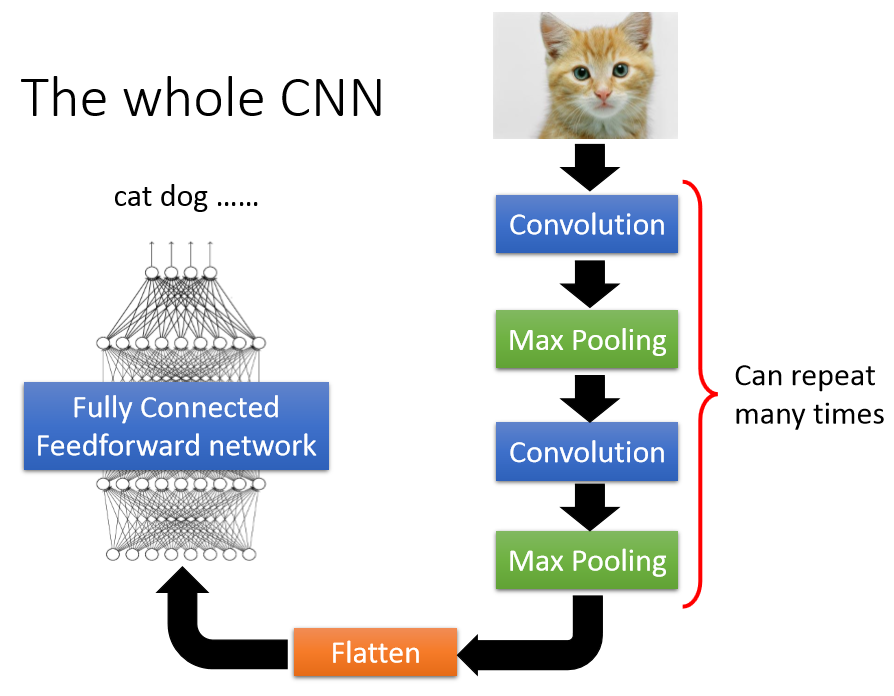 The whole CNN
cat dog ……
Convolution
Max Pooling
Convolution
Max Pooling
Can repeat
many times
Flatten
Fully Connected
Feedforward network